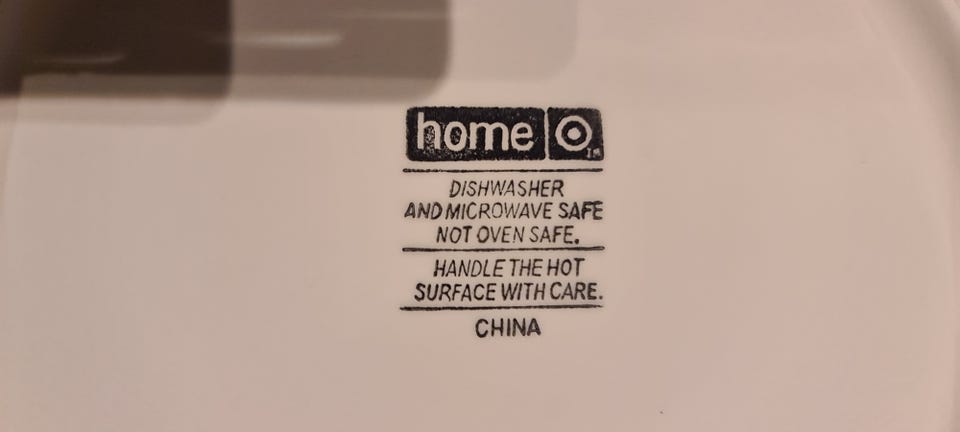 home
DISHWASHER
AND MICROWAVE SAFE
NOT OVEN SAFE.
HANDLE THE HOT
SURFACE WITH CARE.
CHINA